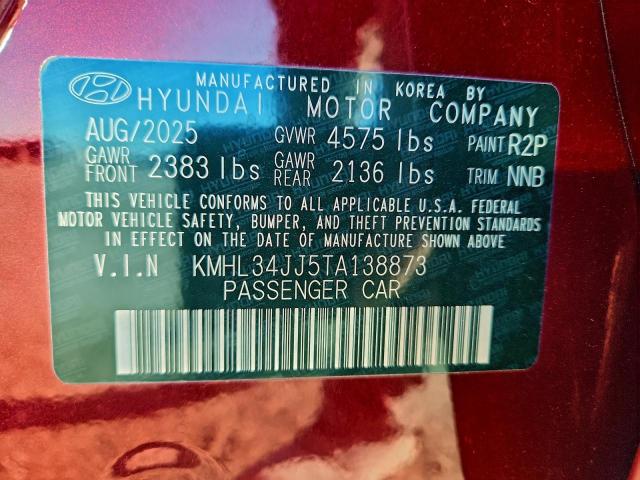 MANUFACTURED IN KOREA BY
HYUNDAI MOTOR COMPANY
AUG/2025 GVWR 4575 lbs PAINT R2P
GAWR FRONT 2383 lbs GAWR REAR 2136 lbs TRIM NNB
THIS VEHICLE CONFORMS TO ALL APPLICABLE U.S.A. FEDERAL
MOTOR VEHICLE SAFETY, BUMPER, AND THEFT PREVENTION STANDARDS
IN EFFECT ON THE DATE OF MANUFACTURE SHOWN ABOVE
V.I.N KMHL34JJ5TA138873
PASSENGER CAR